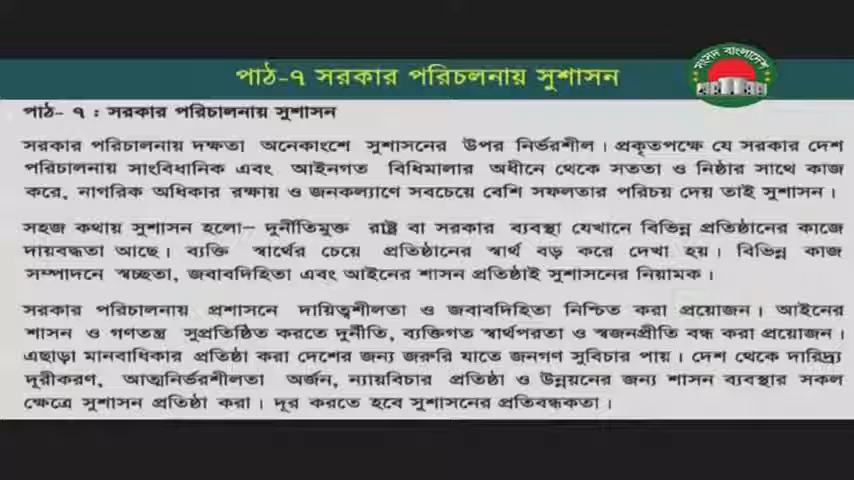 পাঠ-৭ সরকার পরিচলনায় সুশাসন
সংসদ বাংলাদেশ
পাঠ- ৭ : সরকার পরিচালনায় সুশাসন
সরকার পরিচালনায় দক্ষতা অনেকাংশে সুশাসনের উপর নির্ভরশীল। প্রকৃতপক্ষে যে সরকার দেশ
পরিচালনায় সাংবিধানিক এবং আইনগত বিধিমালার অধীনে থেকে সততা ও নিষ্ঠার সাথে কাজ
করে, নাগরিক অধিকার রক্ষায় ও জনকল্যাণে সবচেয়ে বেশি সফলতার পরিচয় দেয় তাই সুশাসন।
সহজ কথায় সুশাসন হলো– দুর্নীতিমুক্ত রাষ্ট্র বা সরকার ব্যবস্থা যেখানে বিভিন্ন প্রতিষ্ঠানের কাজে
দায়বদ্ধতা আছে। ব্যক্তি স্বার্থের চেয়ে প্রতিষ্ঠানের স্বার্থ বড় করে দেখা হয়। বিভিন্ন কাজ
সম্পাদনে স্বচ্ছতা, জবাবদিহিতা এবং আইনের শাসন প্রতিষ্ঠাই সুশাসনের নিয়ামক।
সরকার পরিচালনায় প্রশাসনে দায়িত্বশীলতা ও জবাবদিহিতা নিশ্চিত করা প্রয়োজন। আইনের
শাসন ও গণতন্ত্র সুপ্রতিষ্ঠিত করতে দুর্নীতি, ব্যক্তিগত স্বার্থপরতা ও স্বজনপ্রীতি বন্ধ করা প্রয়োজন।
এছাড়া মানবাধিকার প্রতিষ্ঠা করা দেশের জন্য জরুরি যাতে জনগণ সুবিচার পায়। দেশ থেকে দারিদ্র্য
দূরীকরণ, আত্মনির্ভরশীলতা অর্জন, ন্যায়বিচার প্রতিষ্ঠা ও উন্নয়নের জন্য শাসন ব্যবস্থার সকল
ক্ষেত্রে সুশাসন প্রতিষ্ঠা করা। দূর করতে হবে সুশাসনের প্রতিবন্ধকতা।